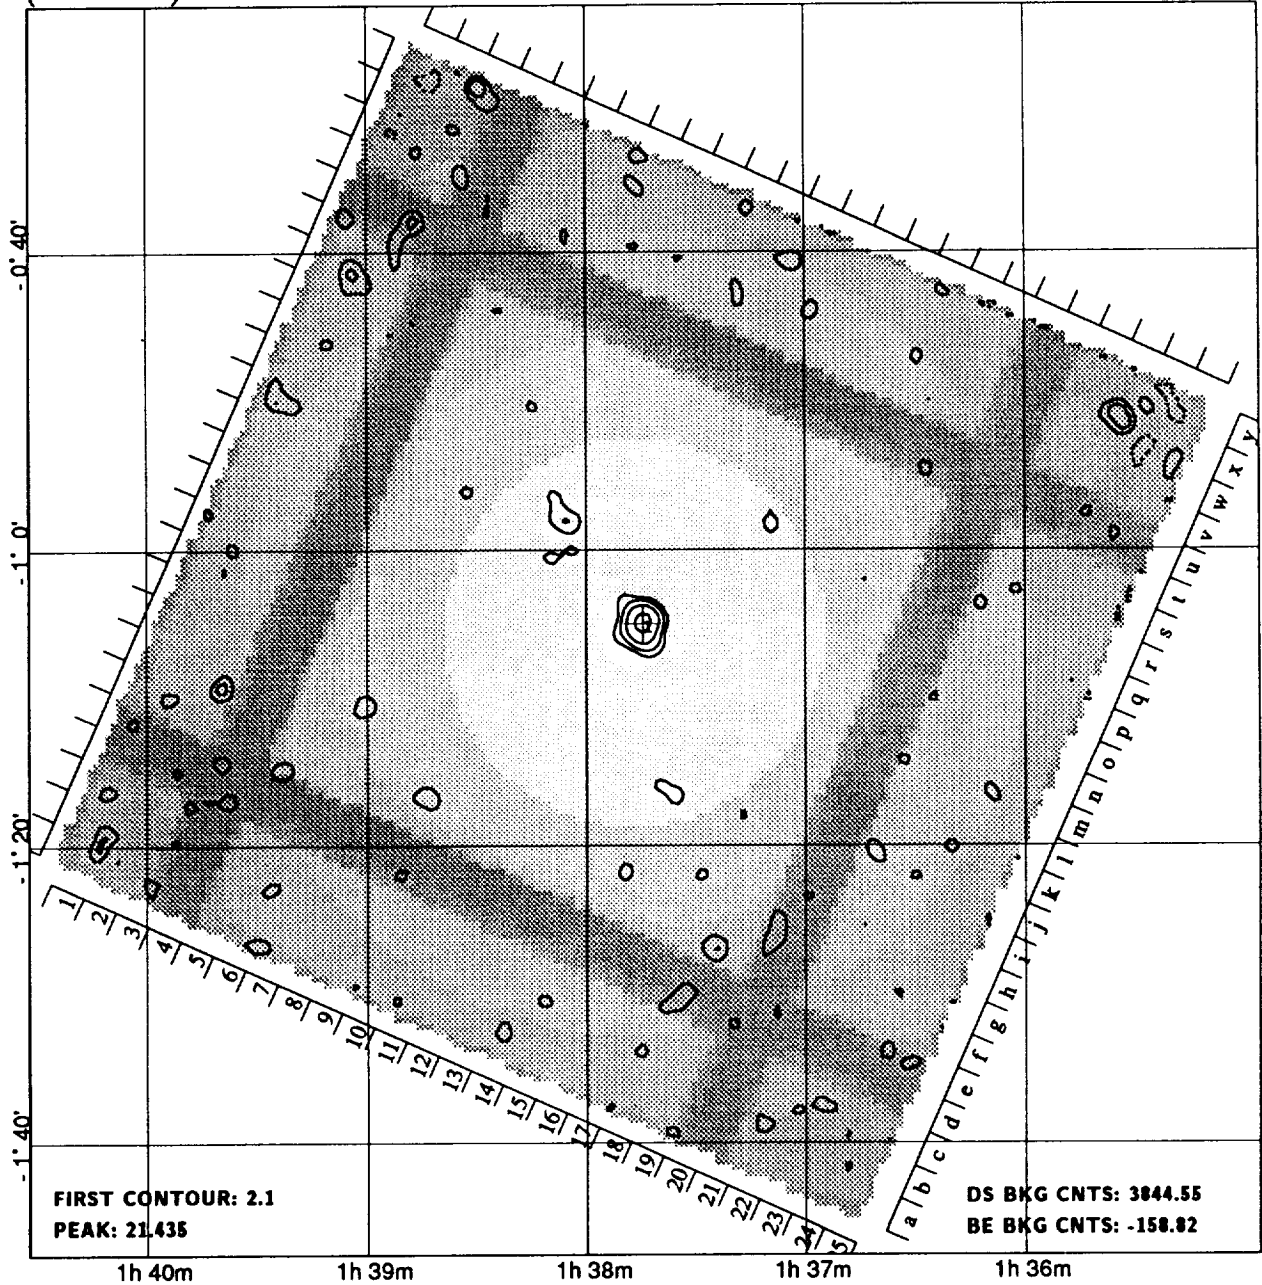 -0° 40'
-1° 0'
-1° 20'
-1° 40'
1 2 3 4 5 6 7 8 9 10 11 12 13 14 15 16 17 18 19 20 21 22 23 24 25
a b c d e f g h i j k l m n o p q r s t u v w x y
FIRST CONTOUR: 2.1
PEAK: 21.435
DS BKG CNTS: 3844.55
BE BKG CNTS: -158.82
1h 40m 1h 39m 1h 38m 1h 37m 1h 36m